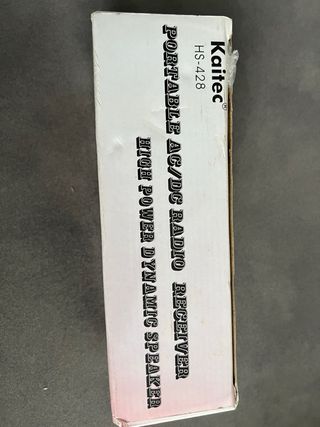 Kaitec®
HS-428
PORTABLE AC/DC RADIO RECEIVER
HIGH POWER DYNAMIC SPEAKER